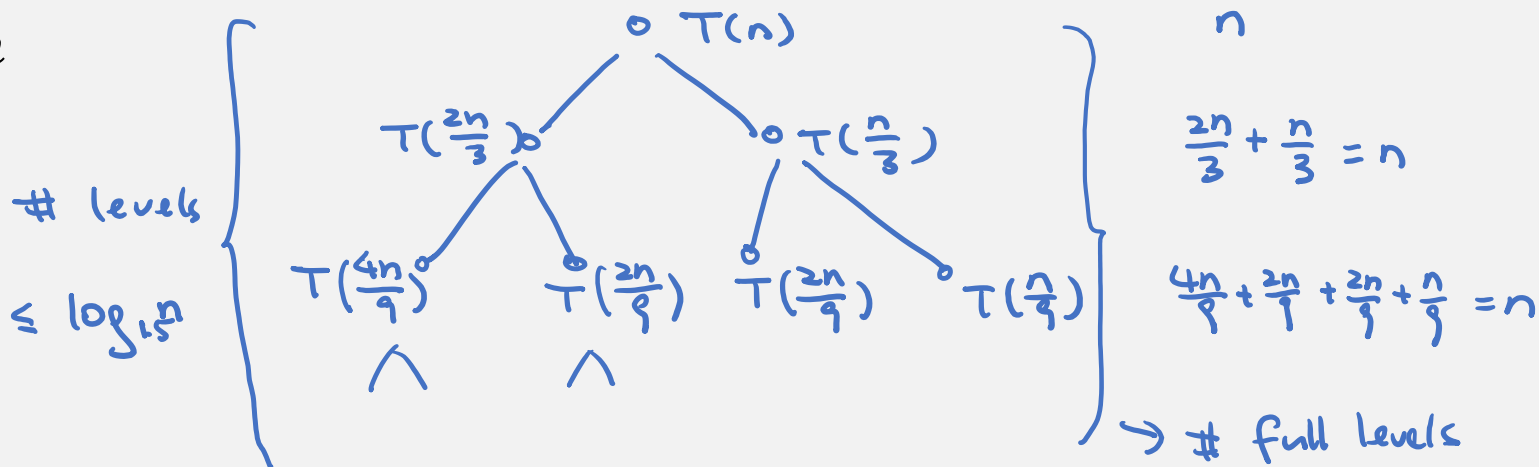 T(n) n
T(2n/3) T(n/3) 2n/3 + n/3 = n
# levels
T(4n/9) T(2n/9) T(2n/9) T(n/9) 4n/9 + 2n/9 + 2n/9 + n/9 = n
≤ log₁.₅n
→ # full levels